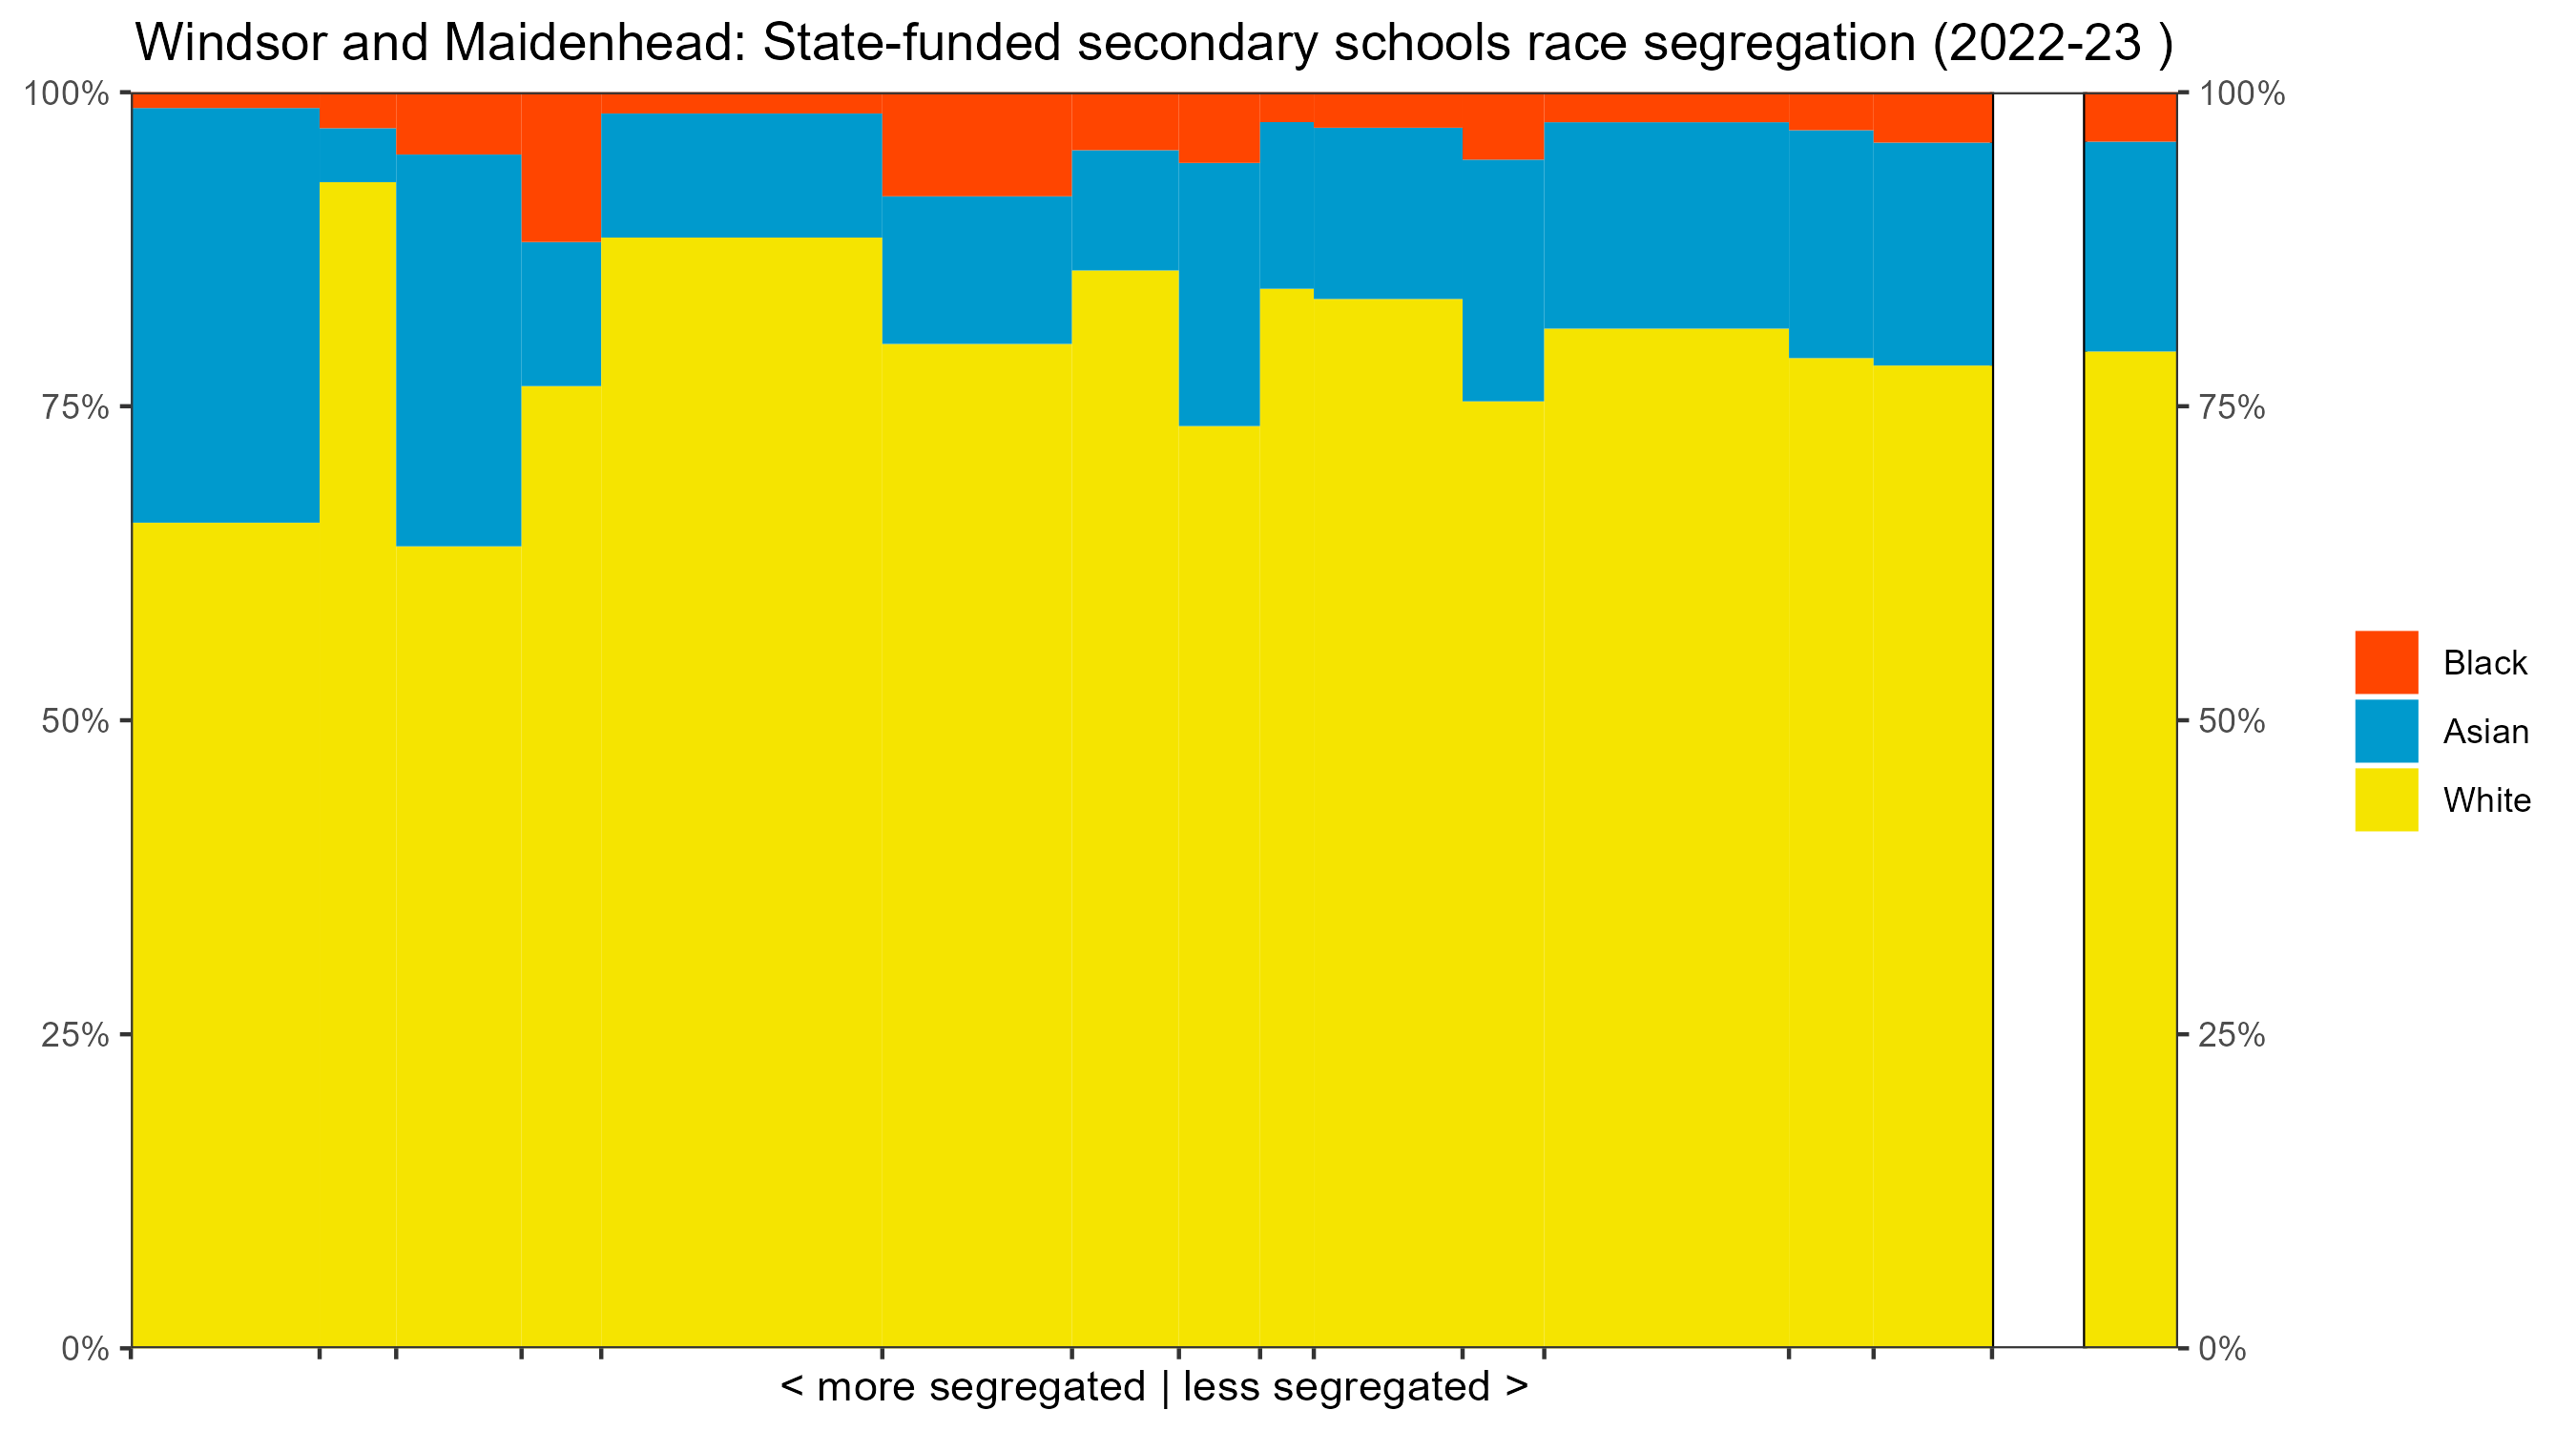 Windsor and Maidenhead: State-funded secondary schools race segregation (2022-23 )
100%
100%
75%
75%
50%
50%
25%
25%
0%
0%
Black
Asian
White
< more segregated | less segregated >